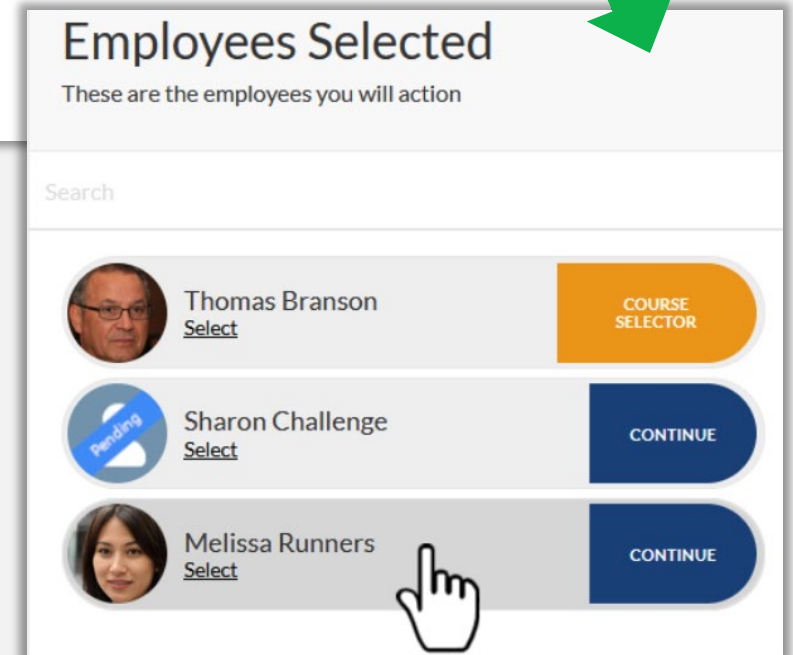 Employees Selected
These are the employees you will action
Search
Thomas Branson
Select
COURSE
SELECTOR
Pending
Sharon Challenge
Select
CONTINUE
Melissa Runners
Select
CONTINUE